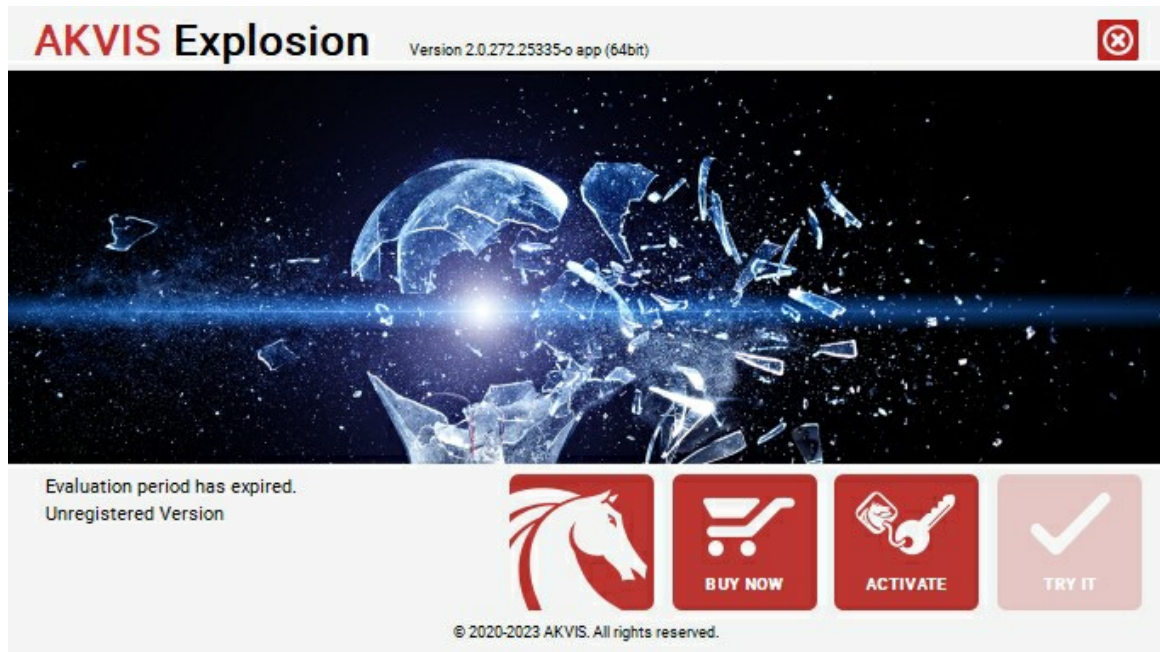 AKVIS Explosion Version 2.0.272.25335-o app (64bit)
Evaluation period has expired.
Unregistered Version
BUY NOW ACTIVATE TRY IT
© 2020-2023 AKVIS. All rights reserved.